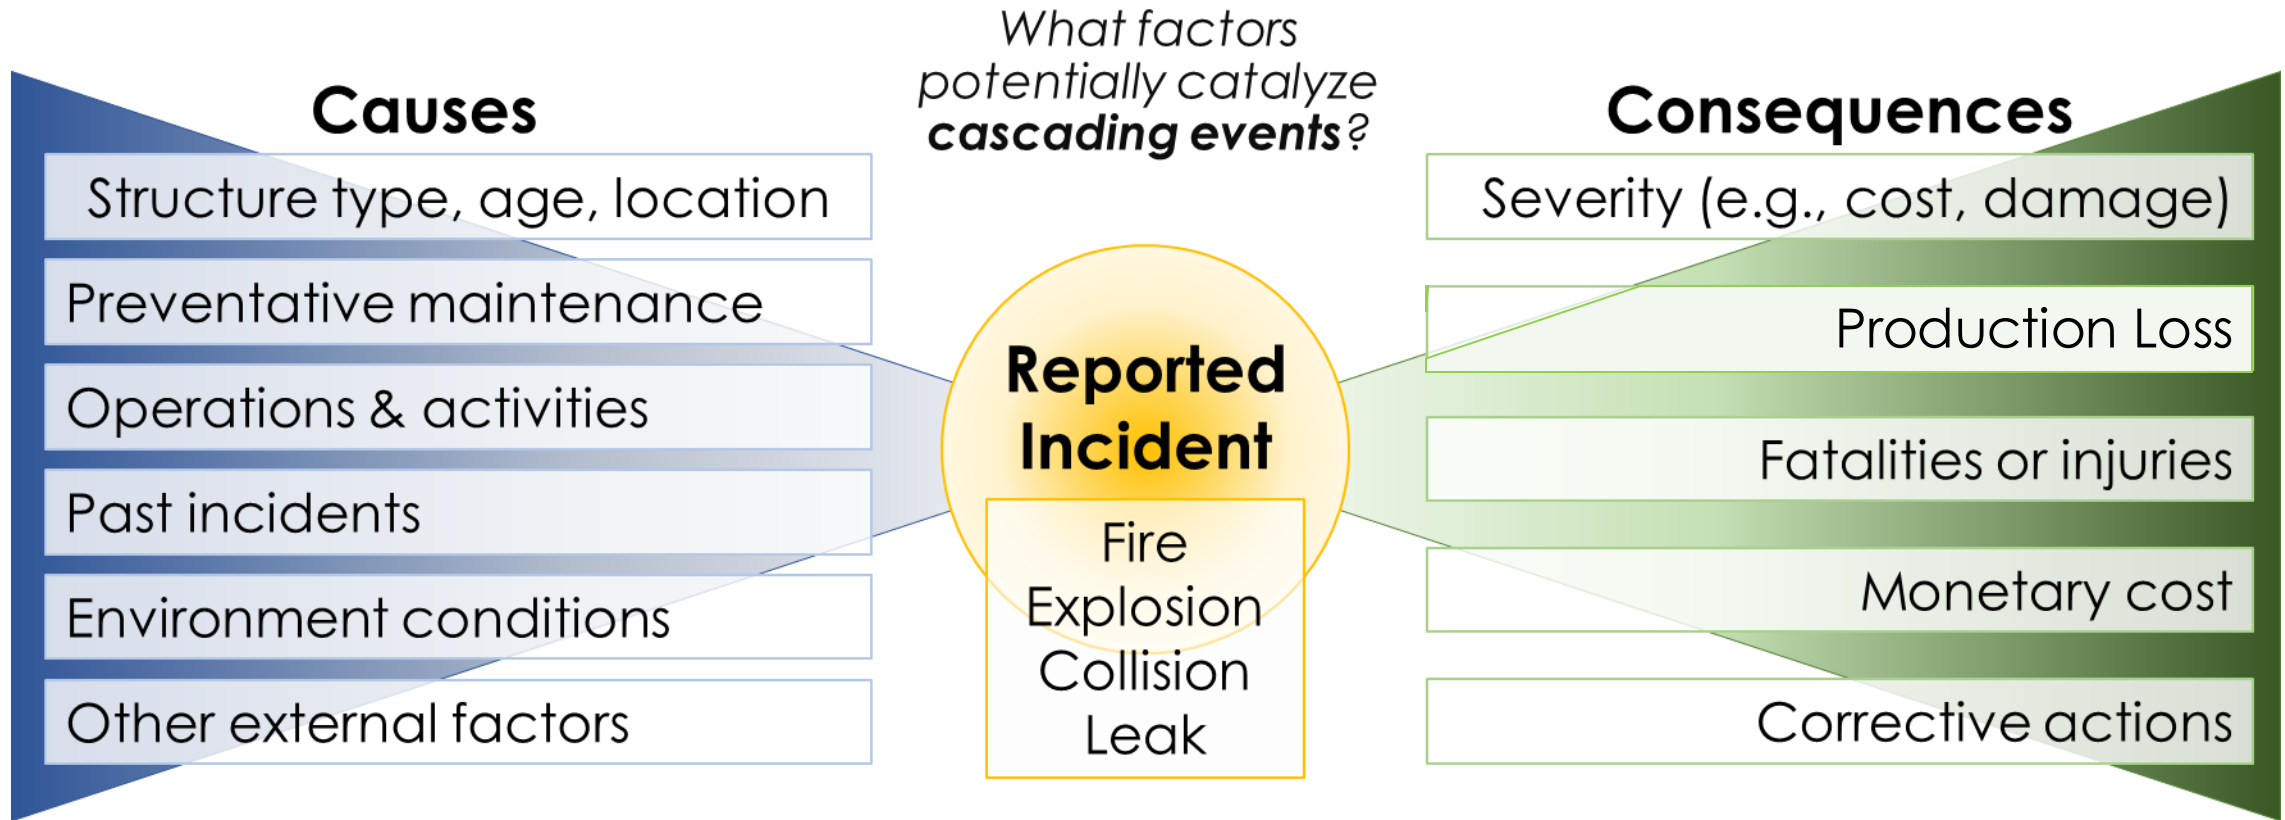 What factors
potentially catalyze
cascading events?
Causes
Structure type, age, location
Preventative maintenance
Operations & activities
Past incidents
Environment conditions
Other external factors
Reported
Incident
Fire
Explosion
Collision
Leak
Consequences
Severity (e.g., cost, damage)
Production Loss
Fatalities or injuries
Monetary cost
Corrective actions